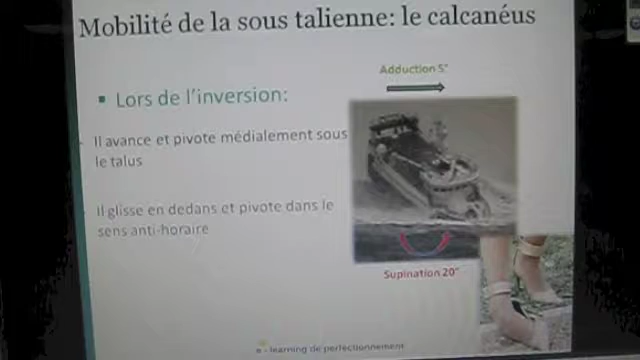 Mobilité de la sous talienne: le calcanéus
Adduction 5°
Lors de l'inversion:
Il avance et pivote médialement sous
le talus
Il glisse en dedans et pivote dans le
sens anti-horaire
Supination 20°
e - learning de perfectionnement